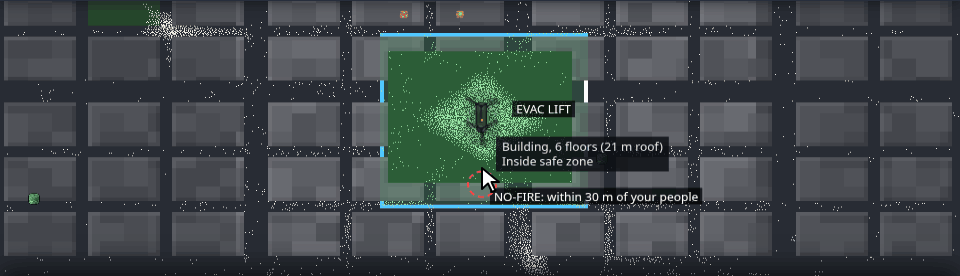 EVAC LIFT
Building, 6 floors (21 m roof)
Inside safe zone
NO-FIRE: within 30 m of your people